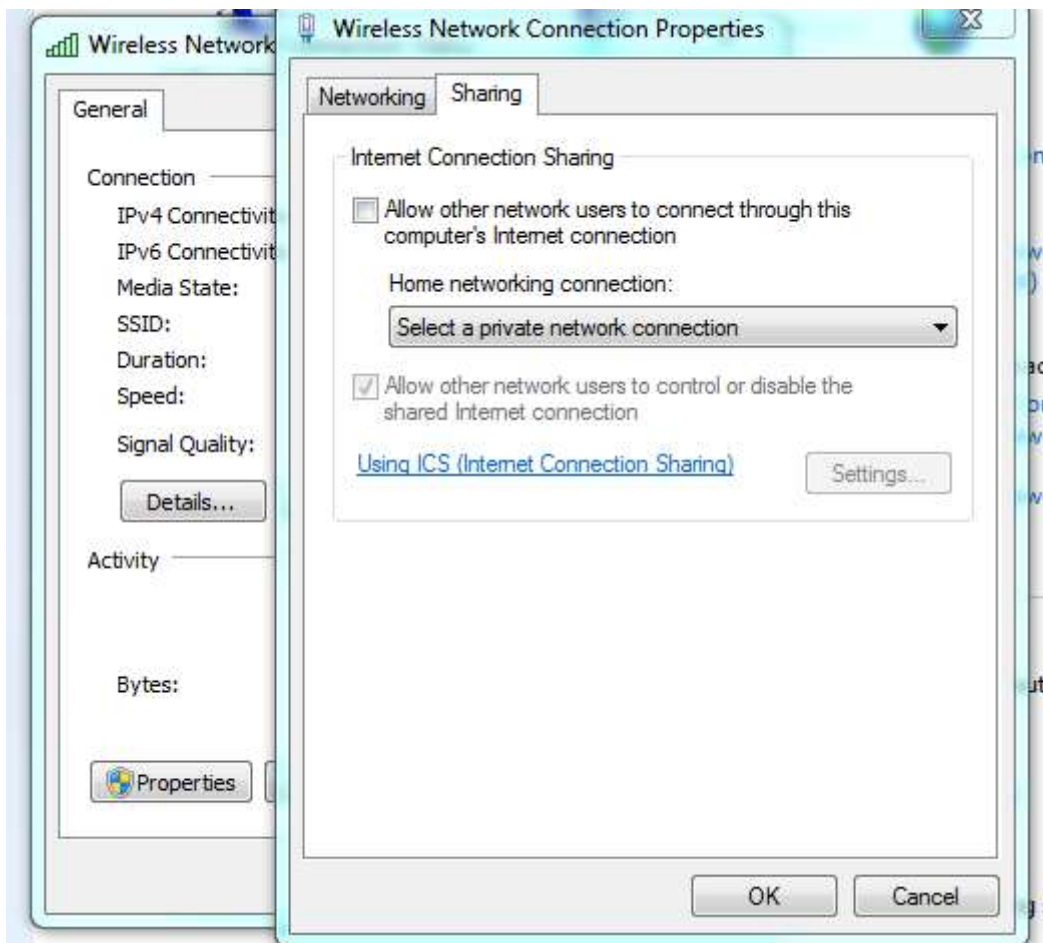 Wireless Network
General
Connection
IPv4 Connectivit
IPv6 Connectivit
Media State:
SSID:
Duration:
Speed:
Signal Quality:
Details...
Activity
Bytes:
Properties
Wireless Network Connection Properties
Networking
Sharing
Internet Connection Sharing
Allow other network users to connect through this
computer's Internet connection
Home networking connection:
Select a private network connection
Allow other network users to control or disable the
shared Internet connection
Using ICS (Internet Connection Sharing)
Settings...
OK
Cancel